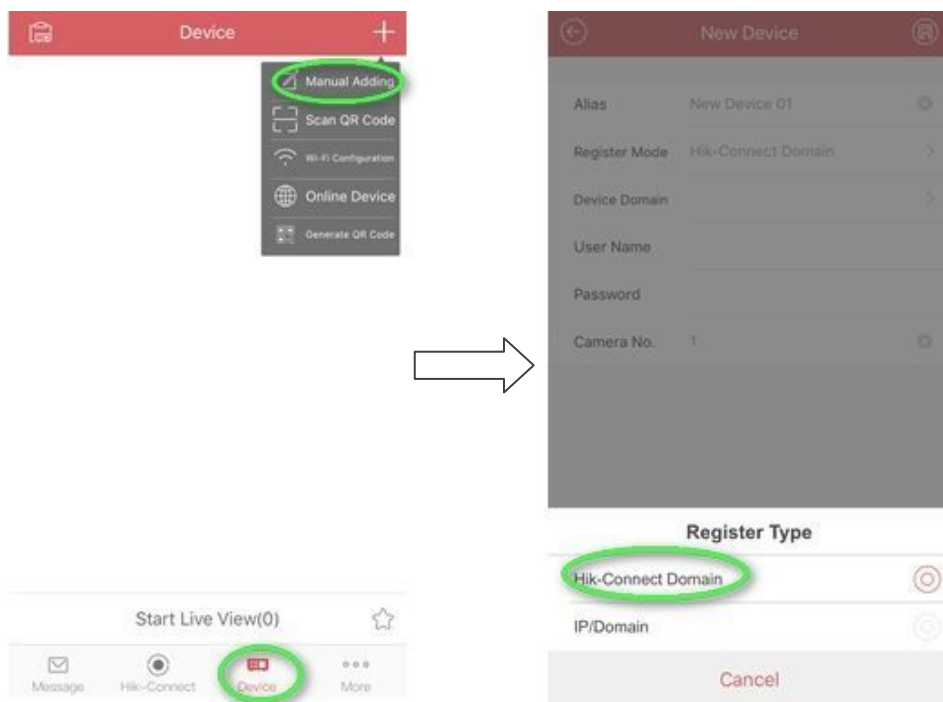 Device
Manual Adding
Scan QR Code
Wi-Fi Configuration
Online Device
Generate QR Code
Start Live View(0)
Message
Hik-Connect
Device
More
New Device
Alias New Device 01
Register Mode Hik-Connect Domain
Device Domain
User Name
Password
Camera No. 1
Register Type
Hik-Connect Domain
IP/Domain
Cancel